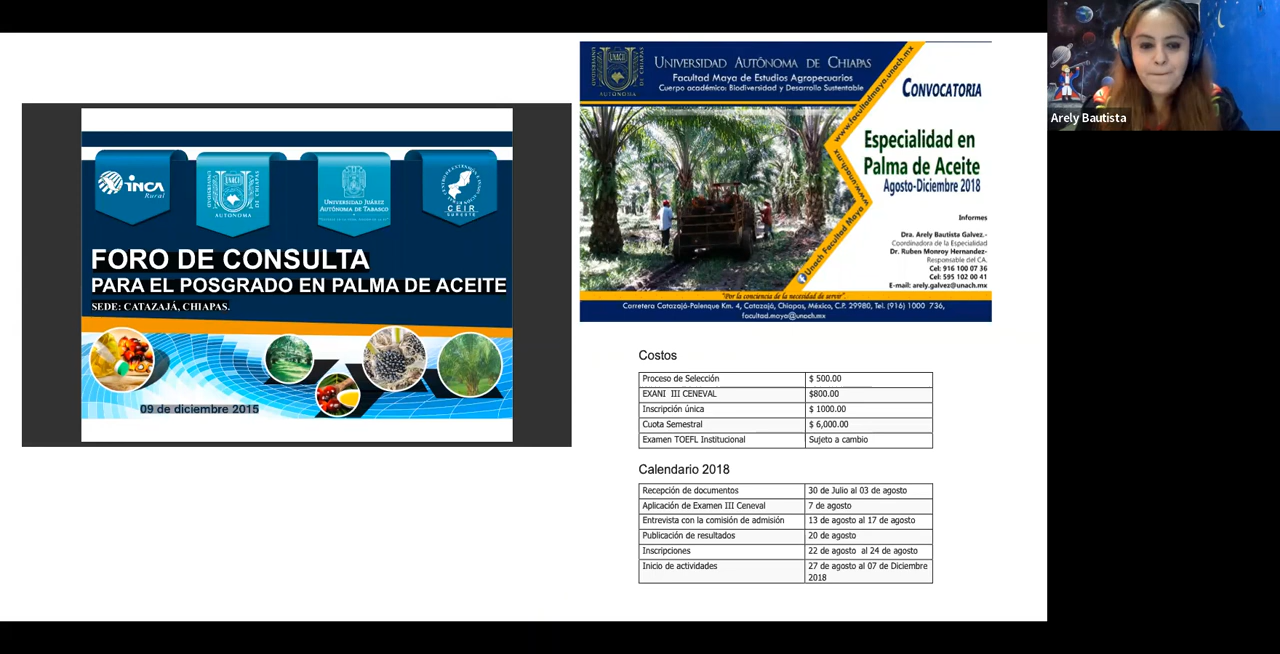 INCA
Rural
UNACH
AUTÓNOMA
UNIVERSIDAD JUÁREZ
AUTÓNOMA DE TABASCO
CEIR
SURESTE
FORO DE CONSULTA
PARA EL POSGRADO EN PALMA DE ACEITE
SEDE: CATAZAJÁ, CHIAPAS.
09 de diciembre 2015
UNACH
AUTONOMA
UNIVERSIDAD AUTÓNOMA DE CHIAPAS
Facultad Maya de Estudios Agropecuarios
Cuerpo académico: Biodiversidad y Desarrollo Sustentable
www.facultadmaya.unach.mx
www.unach.mx
Unach Facultad Maya
CONVOCATORIA
Especialidad en
Palma de Aceite
Agosto-Diciembre 2018
Informes
Dra. Arely Bautista Galvez.-
Coordinadora de la Especialidad
Dr. Ruben Monroy Hernandez-
Responsable del CA.
Cel: 916 100 07 36
Cel: 595 102 00 41
E-mail: arely.galvez@unach.mx
"Por la conciencia de la necesidad de servir".
Carretera Catazajá-Palenque Km. 4, Catazajá, Chiapas, México, C.P. 29980, Tel. (916) 1000 736,
facultad.maya@unach.mx
Costos
Proceso de Selección $ 500.00
EXANI III CENEVAL $800.00
Inscripción única $ 1000.00
Cuota Semestral $ 6,000.00
Examen TOEFL Institucional Sujeto a cambio
Calendario 2018
Recepción de documentos 30 de Julio al 03 de agosto
Aplicación de Examen III Ceneval 7 de agosto
Entrevista con la comisión de admisión 13 de agosto al 17 de agosto
Publicación de resultados 20 de agosto
Inscripciones 22 de agosto al 24 de agosto
Inicio de actividades 27 de agosto al 07 de Diciembre
2018
Arely Bautista